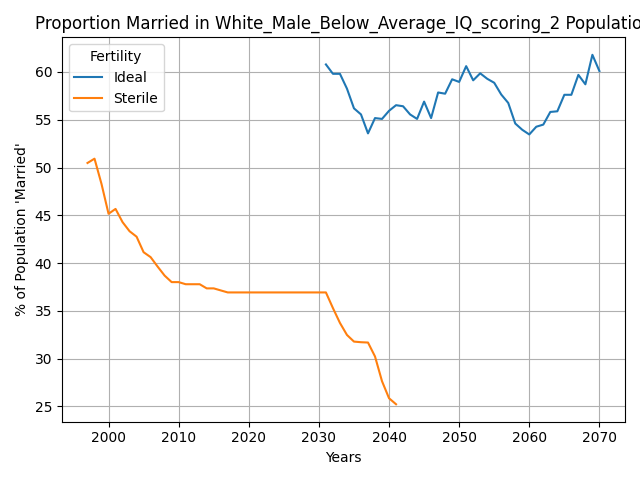 Proportion Married in White_Male_Below_Average_IQ_scoring_2 Populatio
Fertility
Ideal
Sterile
% of Population 'Married'
60
55
50
45
40
35
30
25
2000 2010 2020 2030 2040 2050 2060 2070
Years